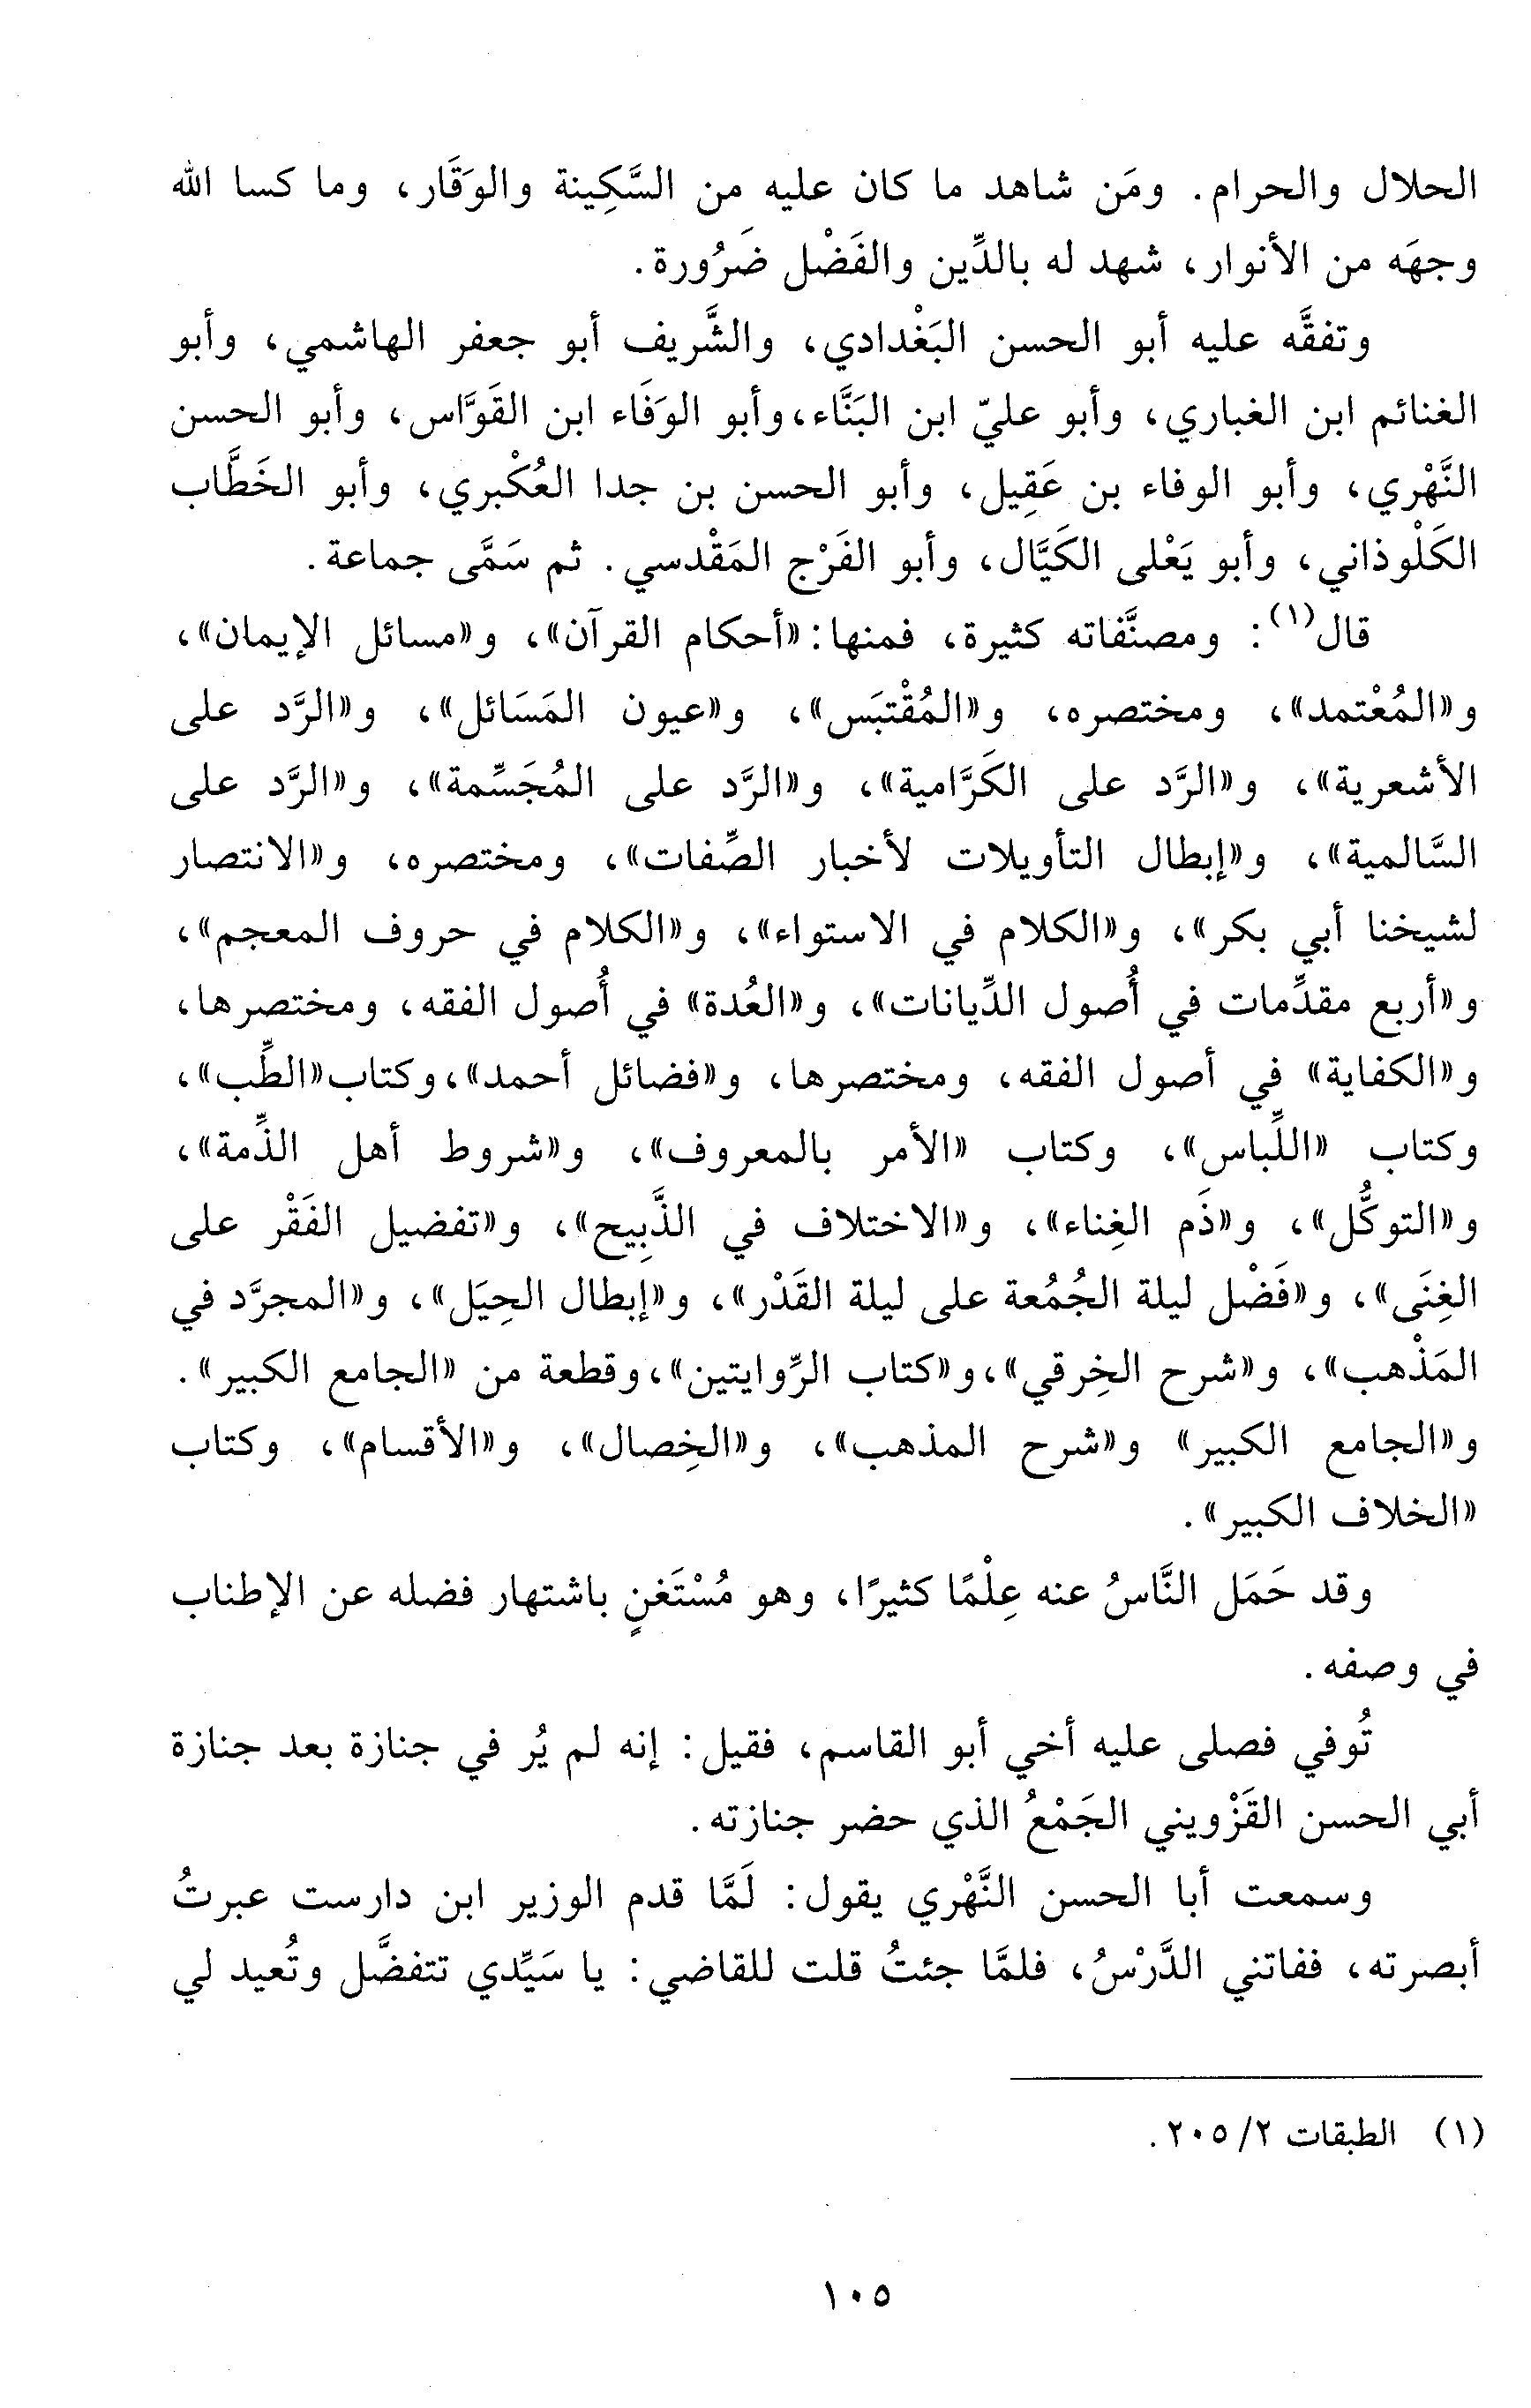 الحلال والحرام. ومَن شاهد ما كان عليه من السَّكِينة والوَقَار، وما كسا الله
وجهَه من الأنوار، شهد له بالدِّين والفَضْل ضَرُورة.
وتفقَّه عليه أبو الحسن البَغْدادي، والشَّريف أبو جعفر الهاشمي، وأبو
الغنائم ابن الغباري، وأبو عليّ ابن البَنَّاء، وأبو الوَفَاء ابن القَوَّاس، وأبو الحسن
النَّهْري، وأبو الوفاء بن عَقِيل، وأبو الحسن بن جدا العُكْبري، وأبو الخَطَّاب
الكَلْوذاني، وأبو يَعْلى الكَيَّال، وأبو الفَرْج المَقْدسي. ثم سَمَّى جماعة.
قال(١): ومصنَّفاته كثيرة، فمنها: «أحكام القرآن»، و«مسائل الإيمان»،
و«المُعْتمد»، ومختصره، و«المُقْتبَس»، و«عيون المَسَائل»، و«الرَّد على
الأشعرية»، و«الرَّد على الكَرَّامية»، و«الرَّد على المُجَسِّمة»، و«الرَّد على
السَّالمية»، و«إبطال التأويلات لأخبار الصِّفات»، ومختصره، و«الانتصار
لشيخنا أبي بكر»، و«الكلام في الاستواء»، و«الكلام في حروف المعجم»،
و«أربع مقدِّمات في أُصول الدِّيانات»، و«العُدة» في أُصول الفقه، ومختصرها،
و«الكفاية» في أصول الفقه، ومختصرها، و«فضائل أحمد»، وكتاب «الطِّب»،
وكتاب «اللِّباس»، وكتاب «الأمر بالمعروف»، و«شروط أهل الذِّمة»،
و«التوكُّل»، و«ذَم الغِناء»، و«الاختلاف في الذَّبِيح»، و«تفضيل الفَقْر على
الغِنَى»، و«فَضْل ليلة الجُمُعة على ليلة القَدْر»، و«إبطال الحِيَل»، و«المجرَّد في
المَذْهب»، و«شرح الخِرقي»، و«كتاب الرِّوايتين»، وقطعة من «الجامع الكبير».
و«الجامع الكبير» و«شرح المذهب»، و«الخِصال»، و«الأقسام»، وكتاب
«الخلاف الكبير».
وقد حَمَل النَّاسُ عنه عِلْمًا كثيرًا، وهو مُسْتَغنٍ باشتهار فضله عن الإطناب
في وصفه.
تُوفي فصلى عليه أخي أبو القاسم، فقيل: إنه لم يُر في جنازة بعد جنازة
أبي الحسن القَزْويني الجَمْعُ الذي حضر جنازته.
وسمعت أبا الحسن النَّهْري يقول: لَمَّا قدم الوزير ابن دارست عبرتُ
أبصرته، ففاتني الدَّرْسُ، فلمَّا جئتُ قلت للقاضي: يا سَيِّدي تتفضَّل وتُعيد لي
(١) الطبقات ٢/ ٢٠٥.
١٠٥